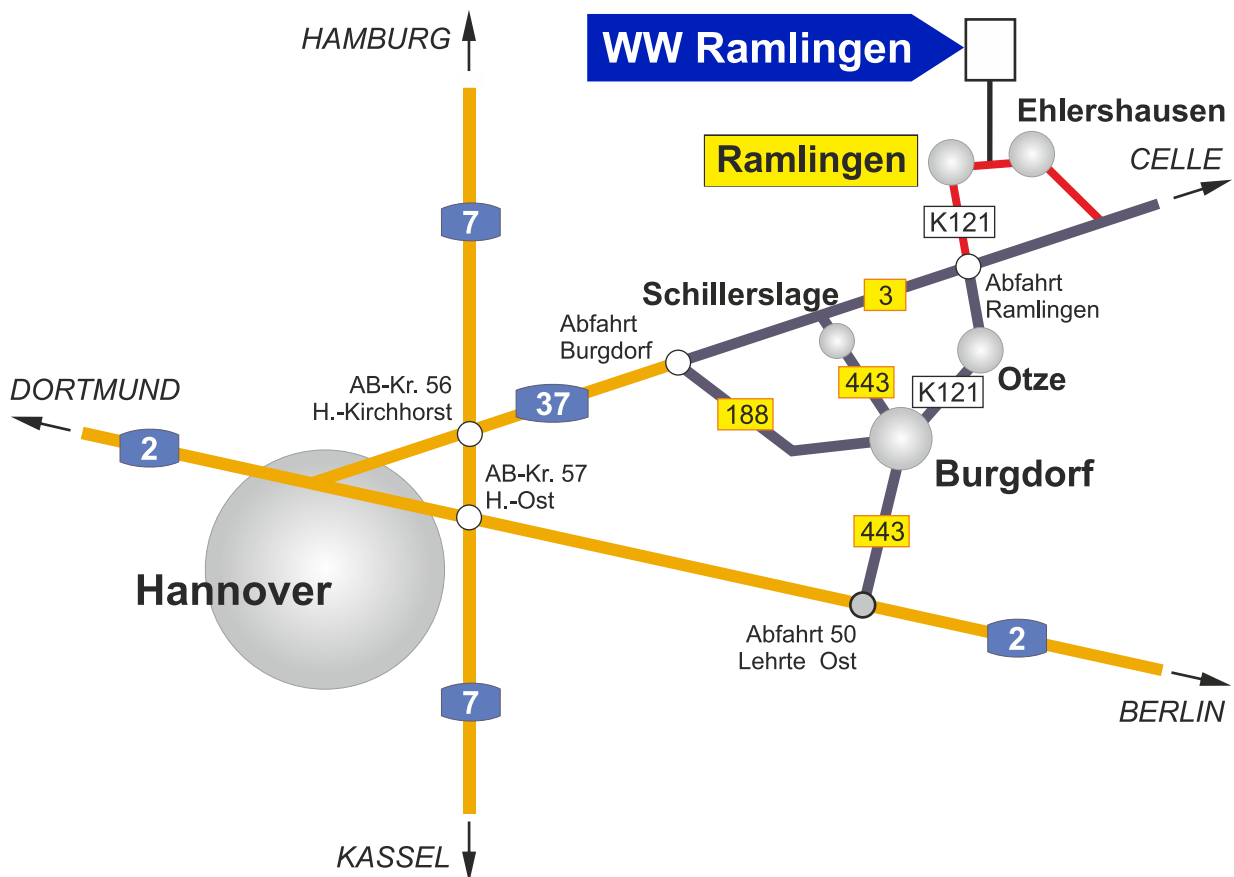 HAMBURG
WW Ramlingen
Ehlershausen
Ramlingen
CELLE
7
K121
Schillerslage
3
Abfahrt
Ramlingen
Abfahrt
Burgdorf
DORTMUND
AB-Kr. 56
H.-Kirchhorst
37
443
K121
Otze
188
2
AB-Kr. 57
H.-Ost
Burgdorf
443
Hannover
Abfahrt 50
Lehrte Ost
2
7
BERLIN
KASSEL